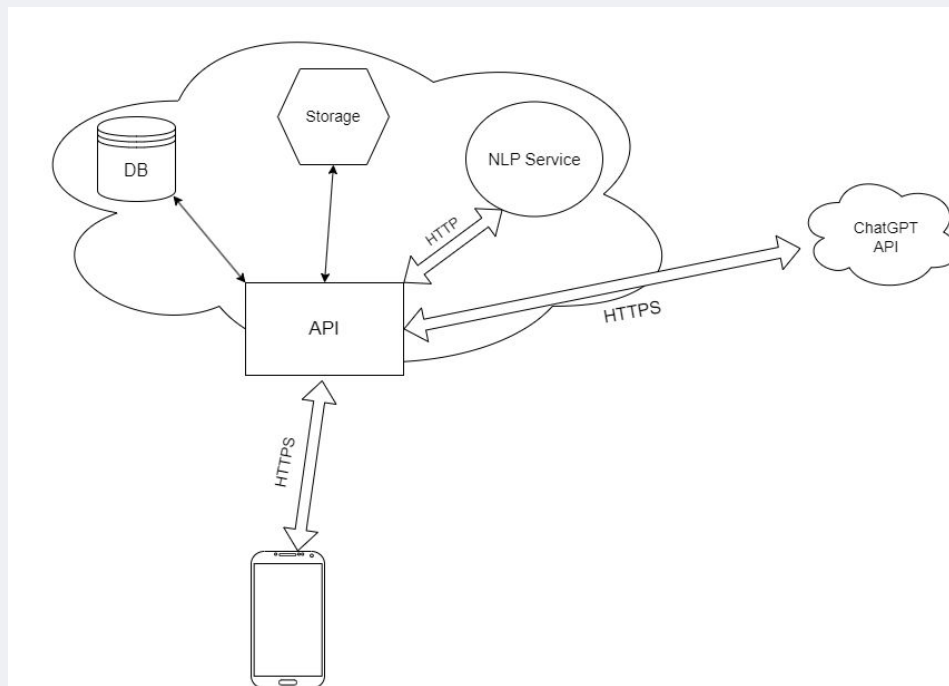 Storage
DB
NLP Service
HTTP
ChatGPT
API
HTTPS
API
HTTPS